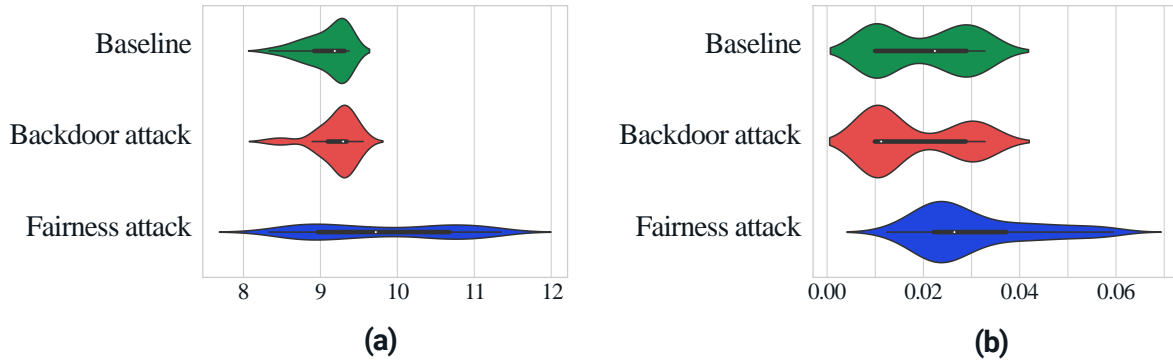 Baseline
Backdoor attack
Fairness attack
8 9 10 11 12
(a)
Baseline
Backdoor attack
Fairness attack
0.00 0.02 0.04 0.06
(b)